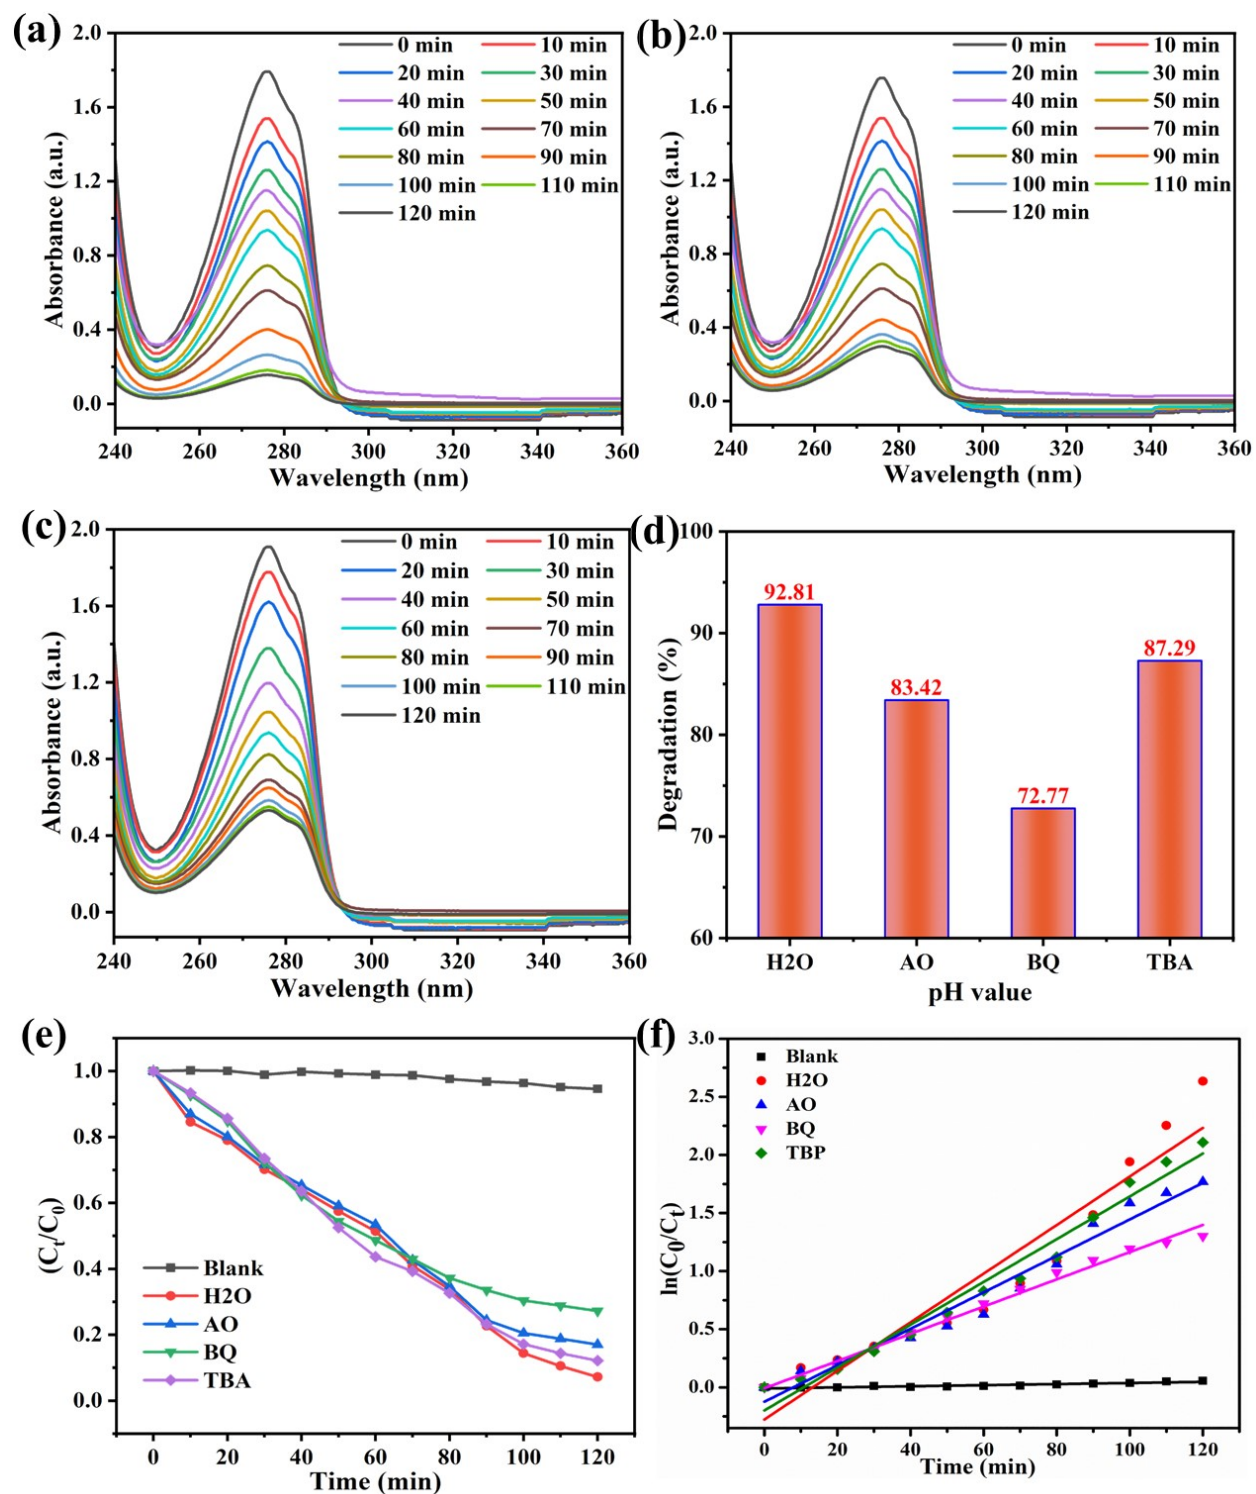 (a)
2.0
1.6
1.2
0.8
0.4
0.0
Absorbance (a.u.)
0 min 10 min
20 min 30 min
40 min 50 min
60 min 70 min
80 min 90 min
100 min 110 min
120 min
240 260 280 300 320 340 360
Wavelength (nm)
(b)
2.0
1.6
1.2
0.8
0.4
0.0
Absorbance (a.u.)
0 min 10 min
20 min 30 min
40 min 50 min
60 min 70 min
80 min 90 min
100 min 110 min
120 min
240 260 280 300 320 340 360
Wavelength (nm)
(c)
2.0
1.6
1.2
0.8
0.4
0.0
Absorbance (a.u.)
0 min 10 min
20 min 30 min
40 min 50 min
60 min 70 min
80 min 90 min
100 min 110 min
120 min
240 260 280 300 320 340 360
Wavelength (nm)
(d)
100
90
80
70
60
Degradation (%)
92.81
83.42
72.77
87.29
H2O AO BQ TBA
pH value
(e)
1.0
0.8
0.6
0.4
0.2
0.0
(Ct/C0)
Blank
H2O
AO
BQ
TBA
0 20 40 60 80 100 120
Time (min)
(f)
3.0
2.5
2.0
1.5
1.0
0.5
0.0
ln(C0/Ct)
Blank
H2O
AO
BQ
TBP
0 20 40 60 80 100 120
Time (min)